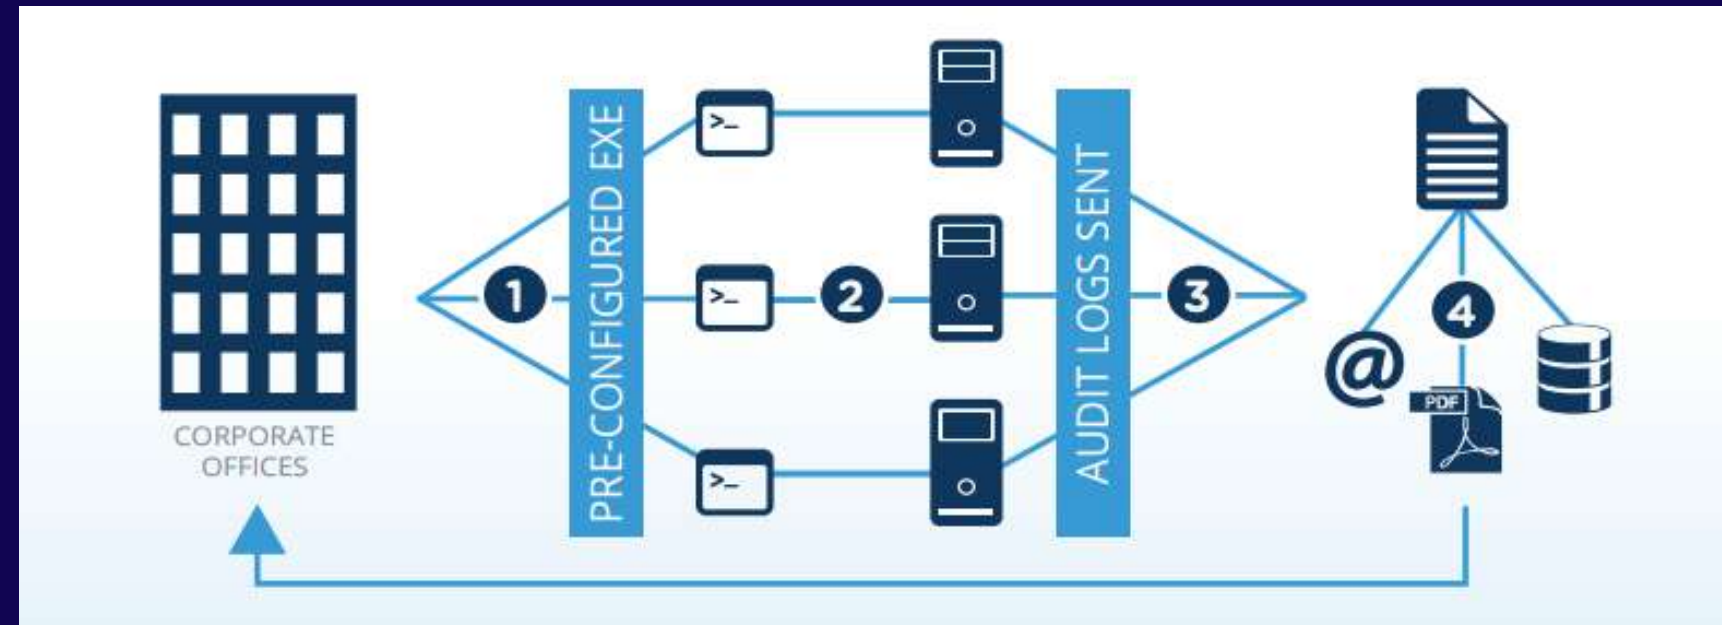 CORPORATE
OFFICES
1
PRE-CONFIGURED EXE
>_
>_
>_
2
AUDIT LOGS SENT
3
4
@
PDF